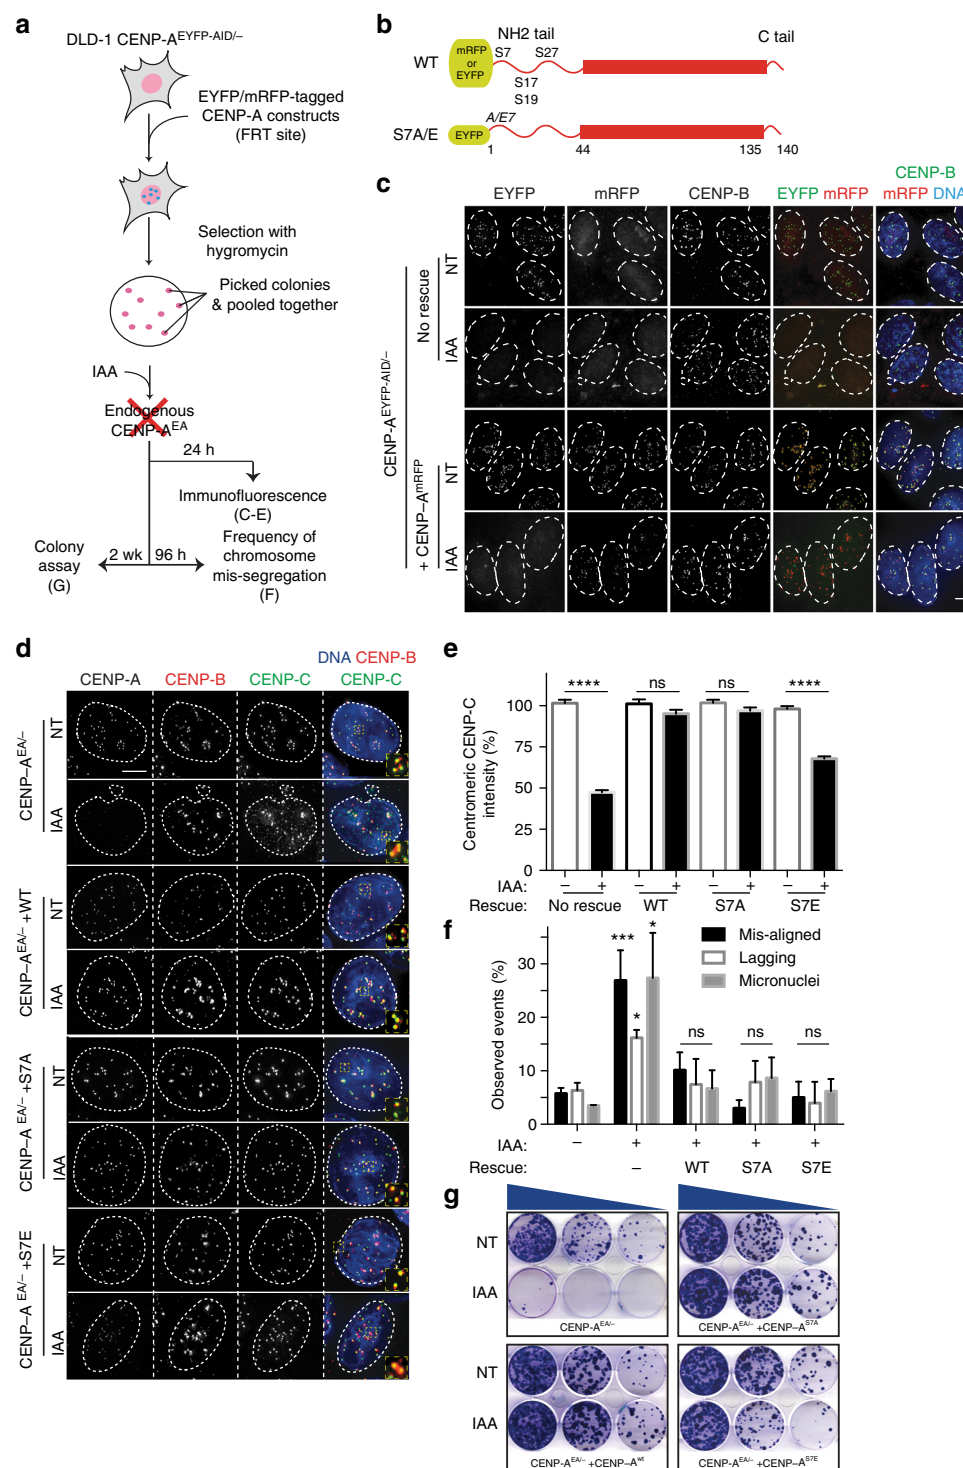 a
DLD-1 CENP-A^EYFP-AID/–
EYFP/mRFP-tagged
CENP-A constructs
(FRT site)
Selection with
hygromycin
Picked colonies
& pooled together
IAA
Endogenous
CENP-A^EA
24 h
Immunofluorescence
(C-E)
Colony
assay
(G)
2 wk
96 h
Frequency of
chromosome
mis-segregation
(F)
b
NH2 tail
C tail
WT
mRFP
or
EYFP
S7
S27
S17
S19
S7A/E
EYFP
A/E7
1
44
135
140
c
EYFP
mRFP
CENP-B
EYFP mRFP
CENP-B
mRFP DNA
CENP-A^EYFP-AID/–
No rescue
NT
IAA
+ CENP–A^mRFP
NT
IAA
d
CENP-A
CENP-B
CENP-C
DNA CENP-B
CENP-C
CENP–A^EA/–
NT
IAA
CENP–A^EA/– +WT
NT
IAA
CENP–A^EA/– +S7A
NT
IAA
CENP–A^EA/– +S7E
NT
IAA
e
Centromeric CENP-C
intensity (%)
100
75
50
25
0
****
ns
ns
****
IAA: – + – + – + – +
Rescue: No rescue WT S7A S7E
f
Observed events (%)
30
20
10
0
***
*
*
ns
ns
ns
Mis-aligned
Lagging
Micronuclei
IAA: – + + + +
Rescue: – WT S7A S7E
g
NT
IAA
CENP-A^EA/–
CENP-A^EA/– +CENP–A^S7A
NT
IAA
CENP-A^EA/– +CENP–A^wt
CENP-A^EA/– +CENP–A^S7E